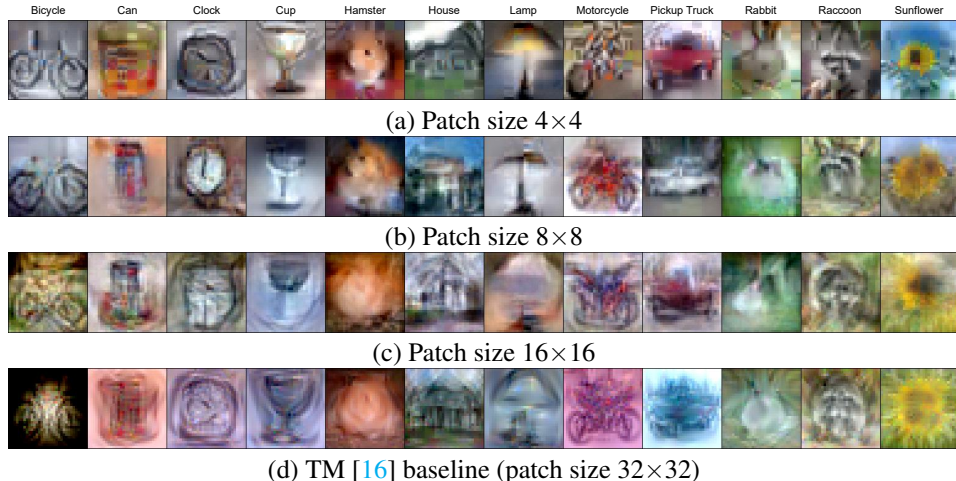 Bicycle Can Clock Cup Hamster House Lamp Motorcycle Pickup Truck Rabbit Raccoon Sunflower
(a) Patch size 4×4
(b) Patch size 8×8
(c) Patch size 16×16
(d) TM [16] baseline (patch size 32×32)